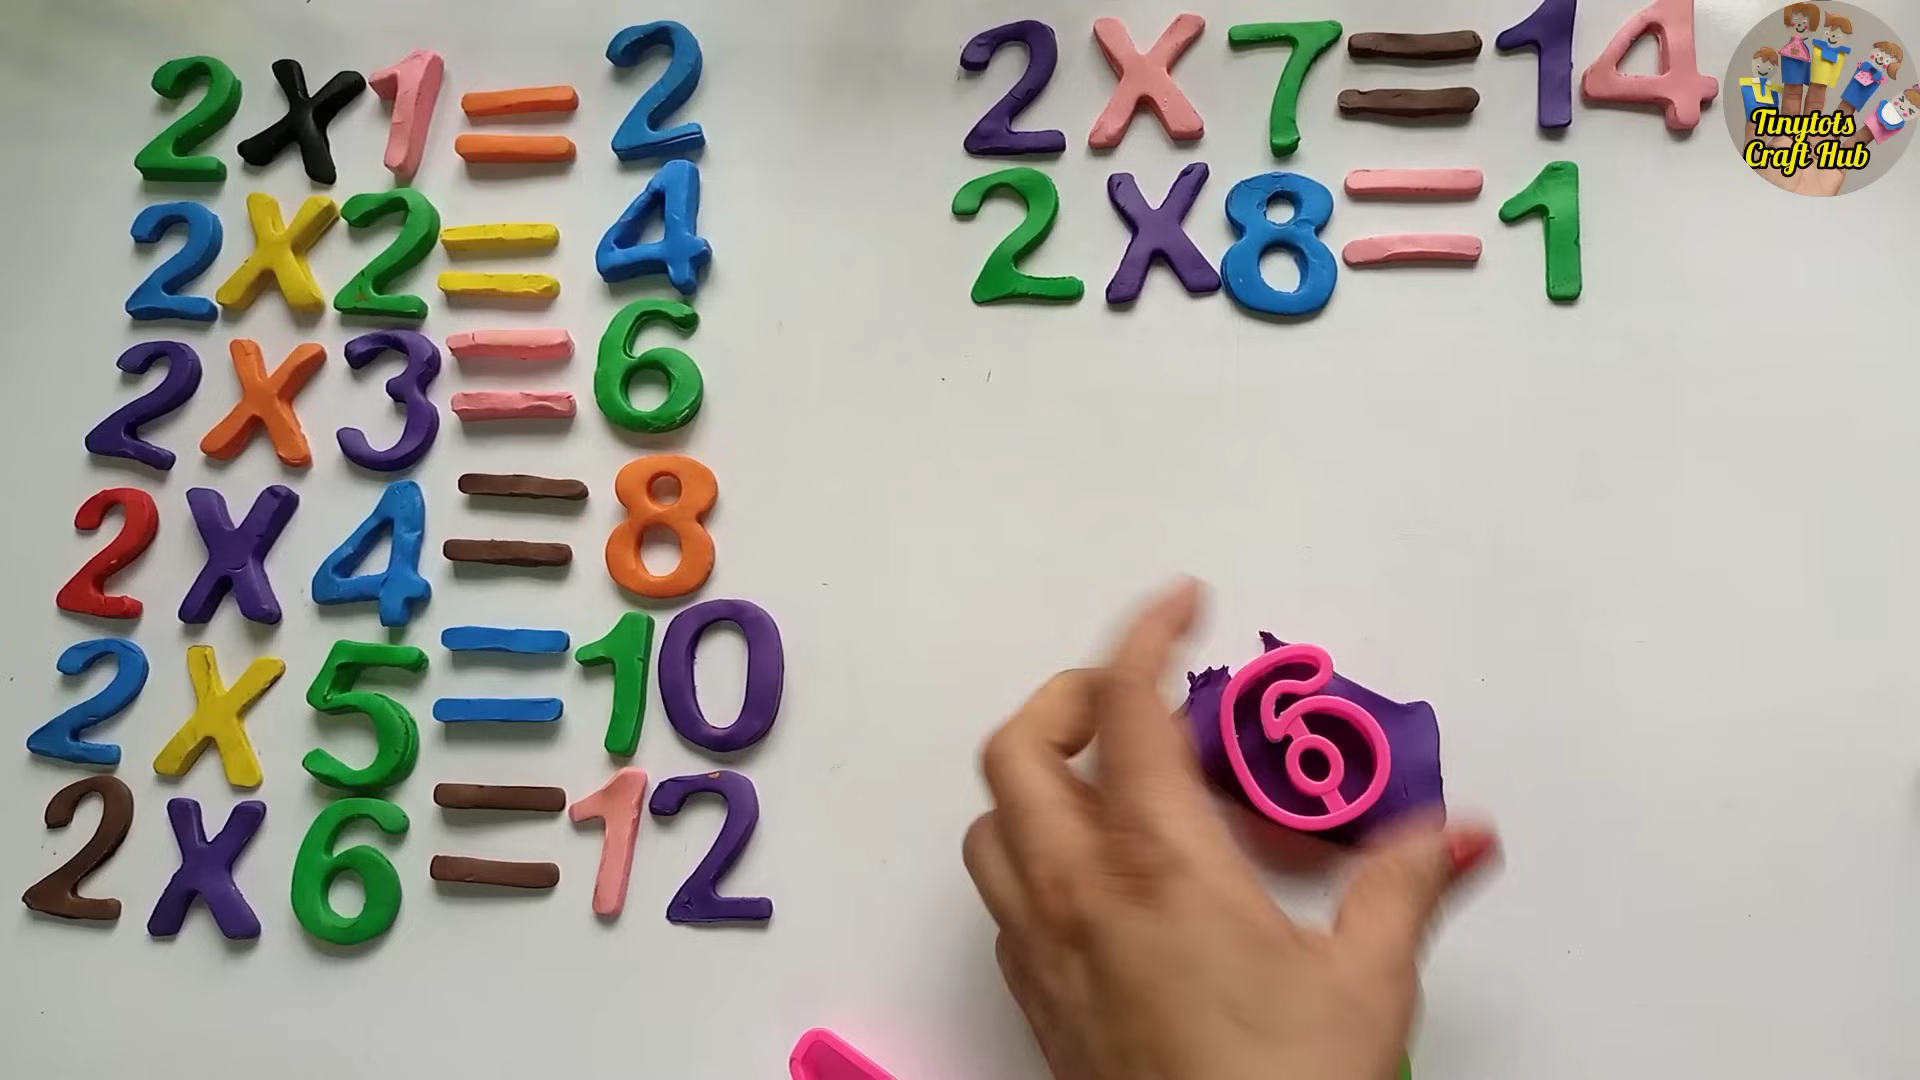 2x1=2
2x2=4
2x3=6
2x4=8
2x5=10
2x6=12
2x7=14
2x8=1
6
Tinytots
Craft Hub